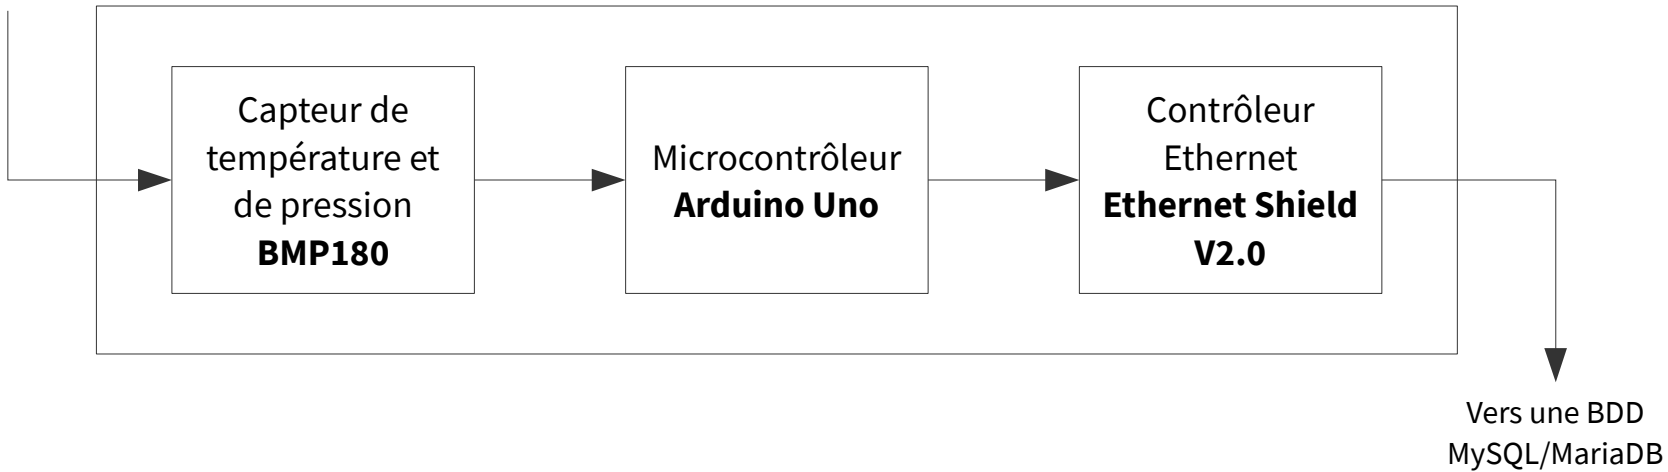 Capteur de
température et
de pression
BMP180
Microcontrôleur
Arduino Uno
Contrôleur
Ethernet
Ethernet Shield
V2.0
Vers une BDD
MySQL/MariaDB